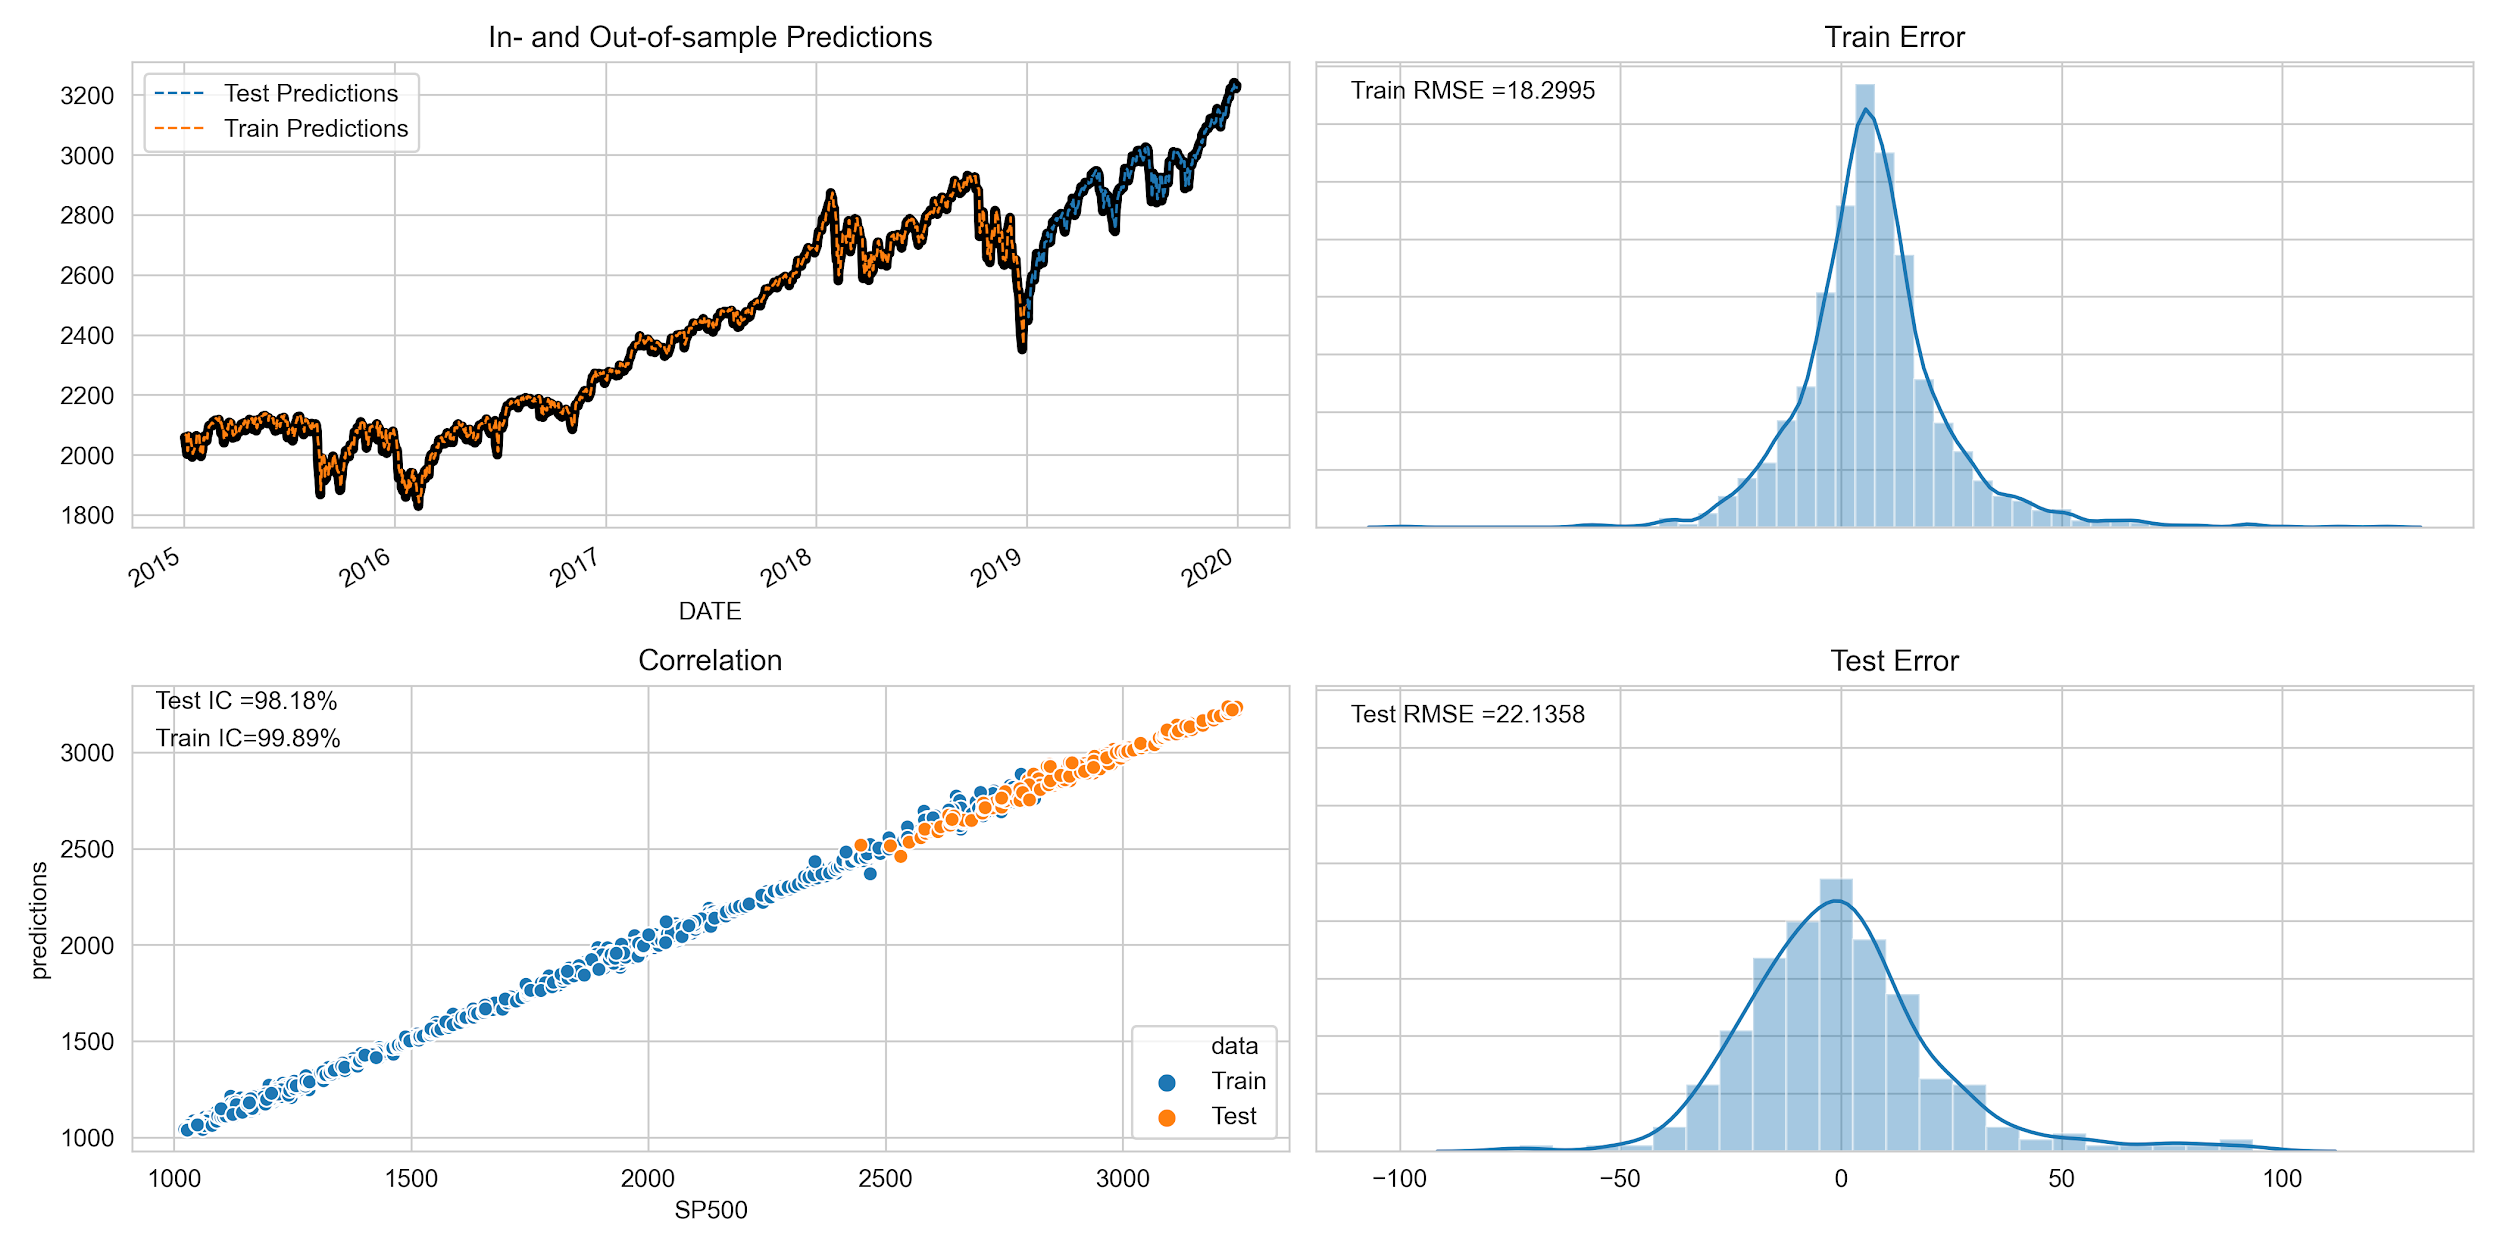 In- and Out-of-sample Predictions
Test Predictions
Train Predictions
3200
3000
2800
2600
2400
2200
2000
1800
2015
2016
2017
2018
2019
2020
DATE
Train Error
Train RMSE =18.2995
Correlation
Test IC =98.18%
Train IC=99.89%
predictions
3000
2500
2000
1500
1000
data
Train
Test
1000
1500
2000
2500
3000
SP500
Test Error
Test RMSE =22.1358
−100
−50
0
50
100